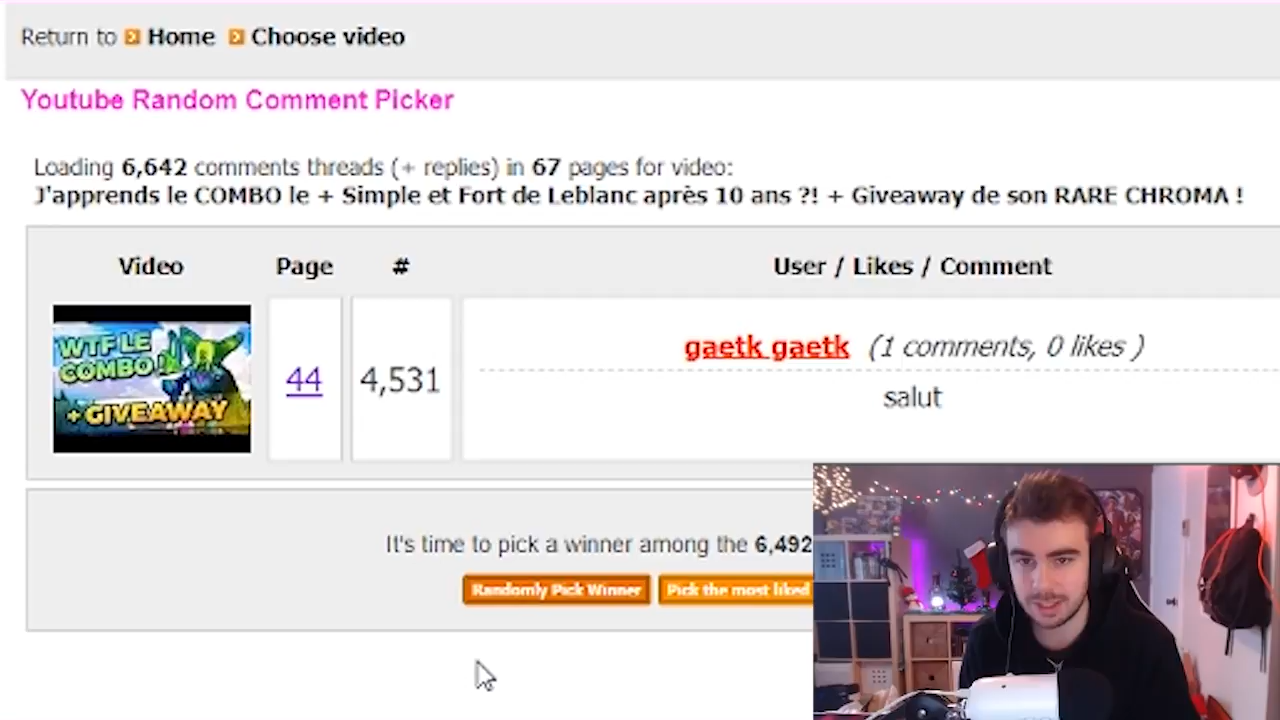 Return to Home Choose video
Youtube Random Comment Picker
Loading 6,642 comments threads (+ replies) in 67 pages for video:
J'apprends le COMBO le + Simple et Fort de Leblanc après 10 ans ?! + Giveaway de son RARE CHROMA !
Video Page # User / Likes / Comment
WTF LE
COMBO !
+ GIVEAWAY
44 4,531
gaetk gaetk (1 comments, 0 likes )
salut
It's time to pick a winner among the 6,492
Randomly Pick Winner Pick the most liked